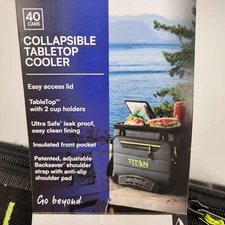 40
CANS
COLLAPSIBLE
TABLETOP
COOLER
Easy access lid
TableTop™
with 2 cup holders
Ultra Safe® leak proof,
easy clean lining
Insulated front pocket
Patented, adjustable
Backsaver® shoulder
strap with anti-slip
shoulder pad
Go beyond.
TITAN